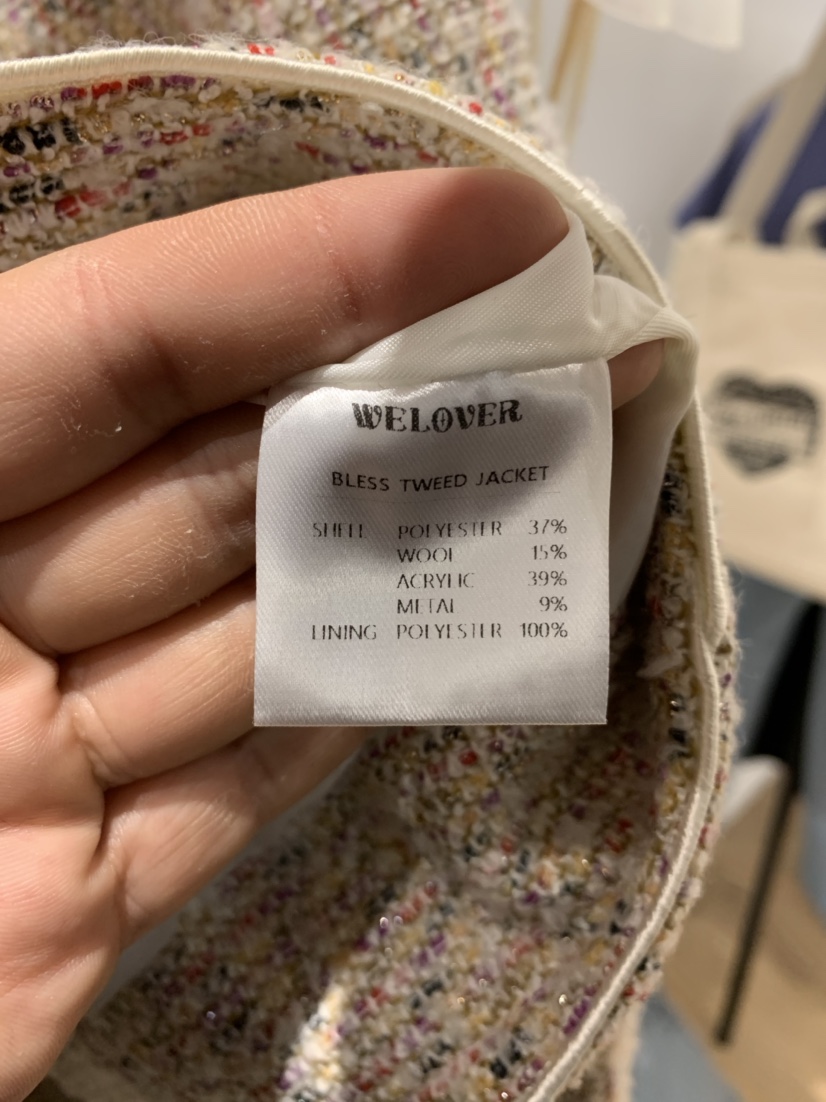 WELOVER
BLESS TWEED JACKET
SHELL POLYESTER 37%
WOOL 15%
ACRYLIC 39%
METAL 9%
LINING POLYESTER 100%